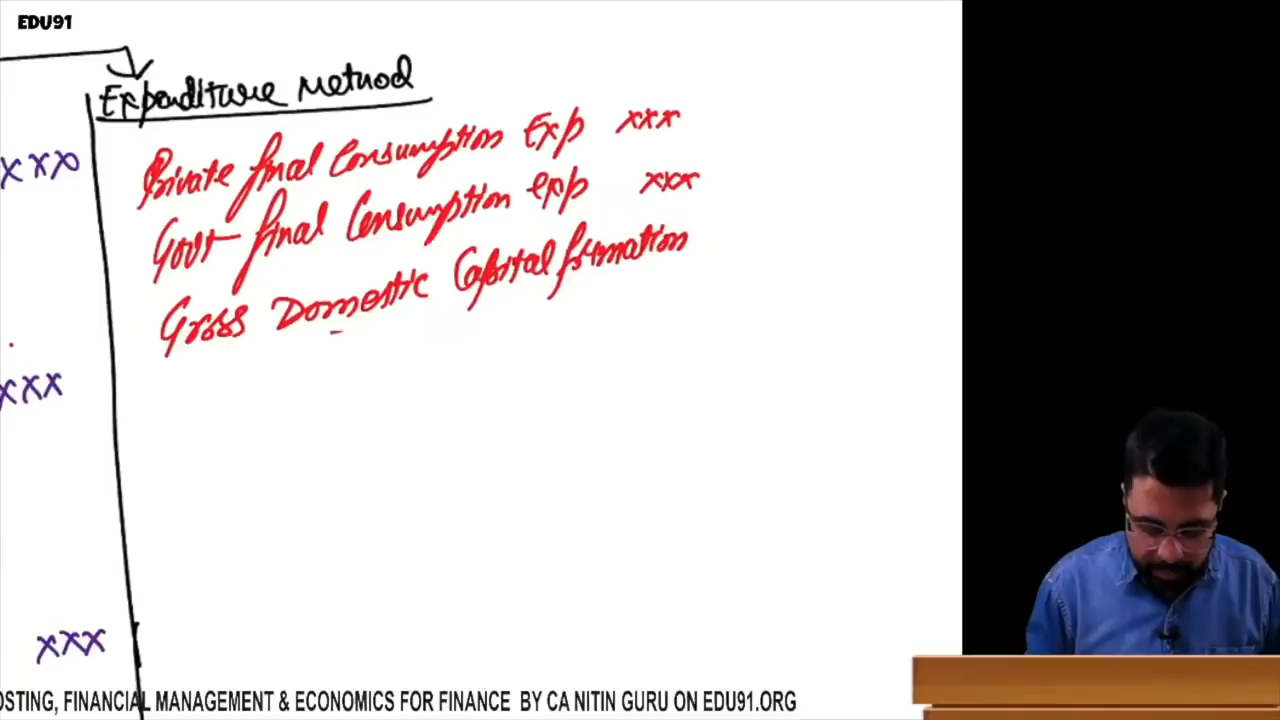 EDU91
Expenditure Method
xxx
Private final Consumption Exp xxx
Govt final Consumption exp xxx
Gross Domestic Capital formation
xxx
xxx
OSTING, FINANCIAL MANAGEMENT & ECONOMICS FOR FINANCE BY CA NITIN GURU ON EDU91.ORG